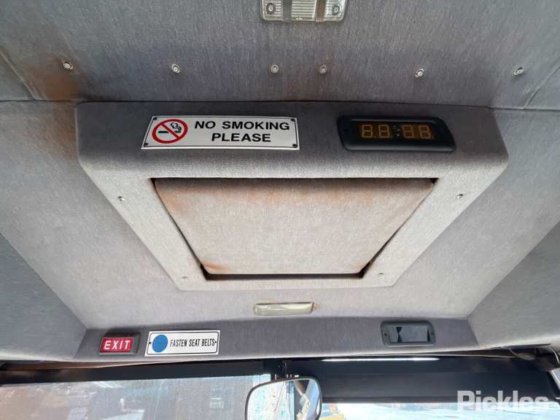 NO SMOKING
PLEASE
88:88
EXIT
FASTEN SEAT BELTS
Pickles